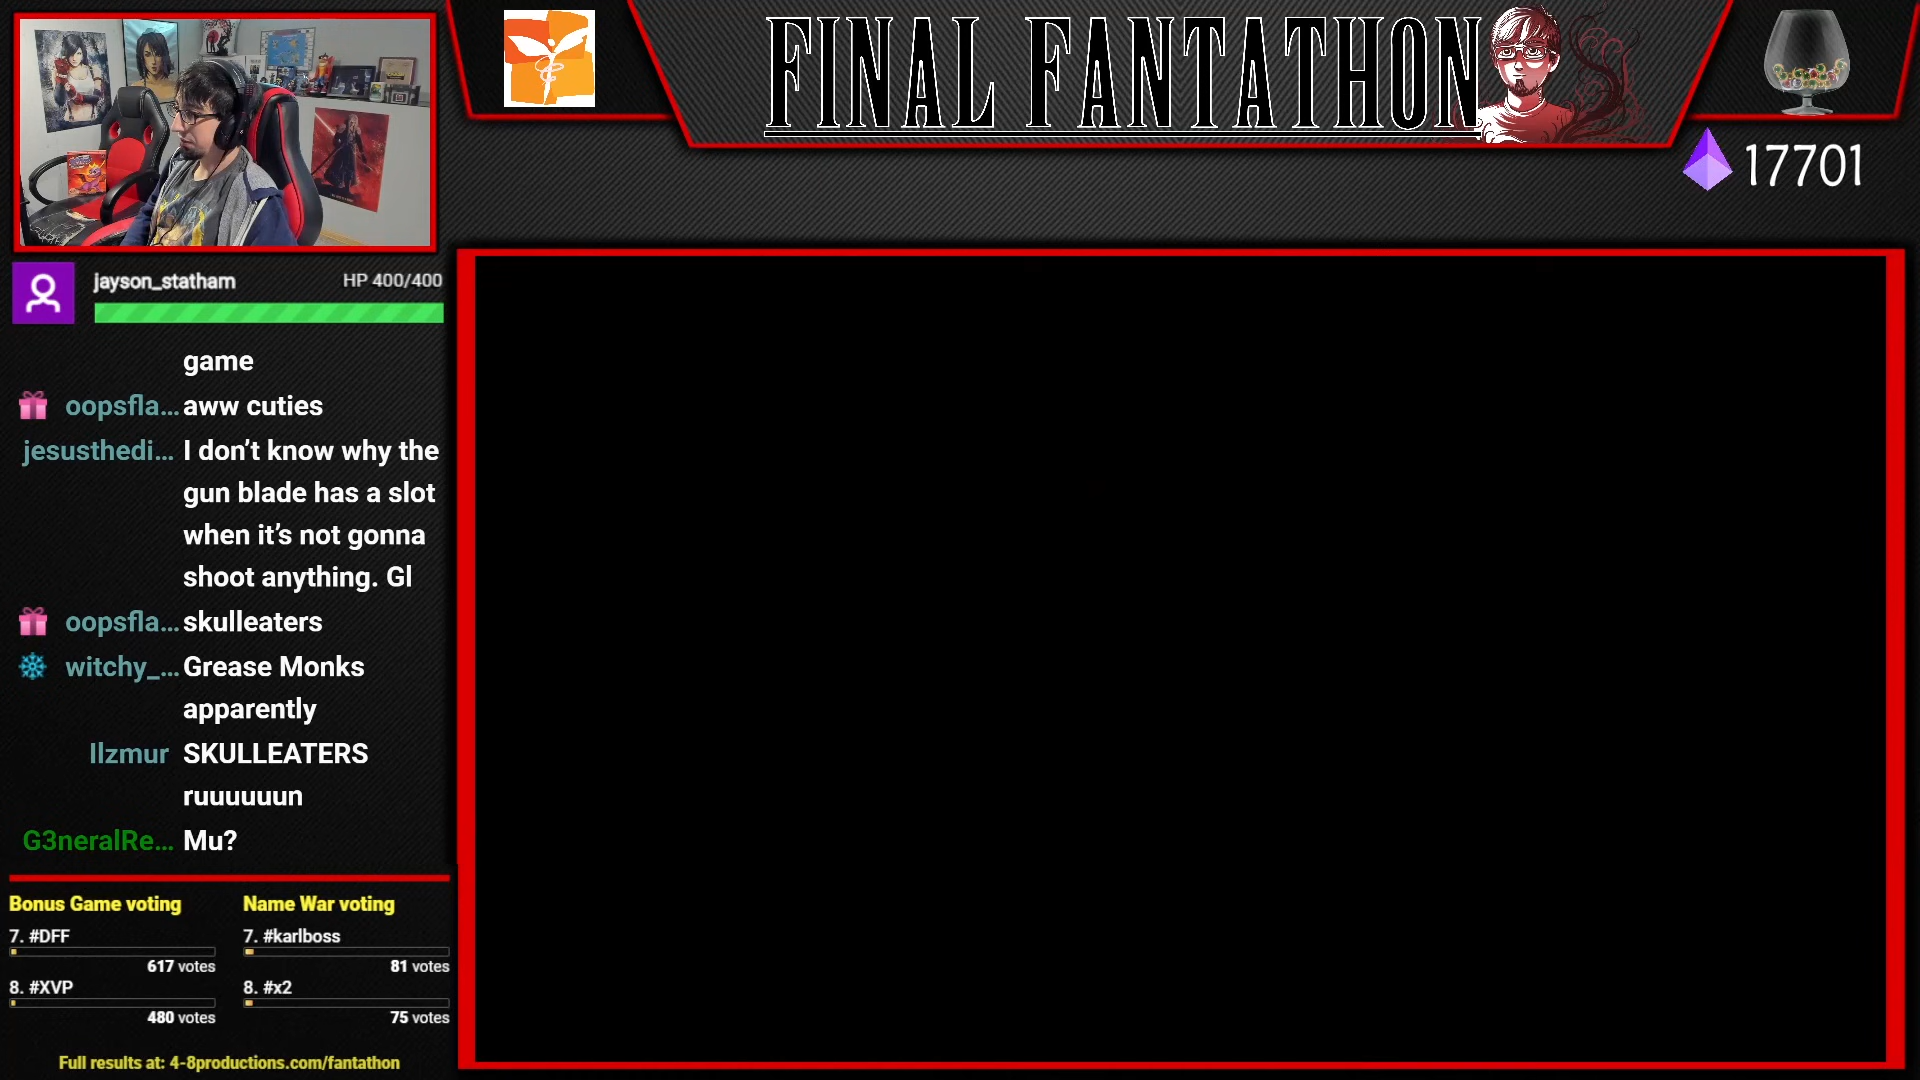 FINAL FANTATHON
17701
jayson_statham HP 400/400
game
oopsfla... aww cuties
jesusthedi... I don’t know why the
gun blade has a slot
when it’s not gonna
shoot anything. Gl
oopsfla... skulleaters
witchy_... Grease Monks
apparently
Ilzmur SKULLEATERS
ruuuuuun
G3neralRe... Mu?
Bonus Game voting
7. #DFF
617 votes
8. #XVP
480 votes
Name War voting
7. #karlboss
81 votes
8. #x2
75 votes
Full results at: 4-8productions.com/fantathon